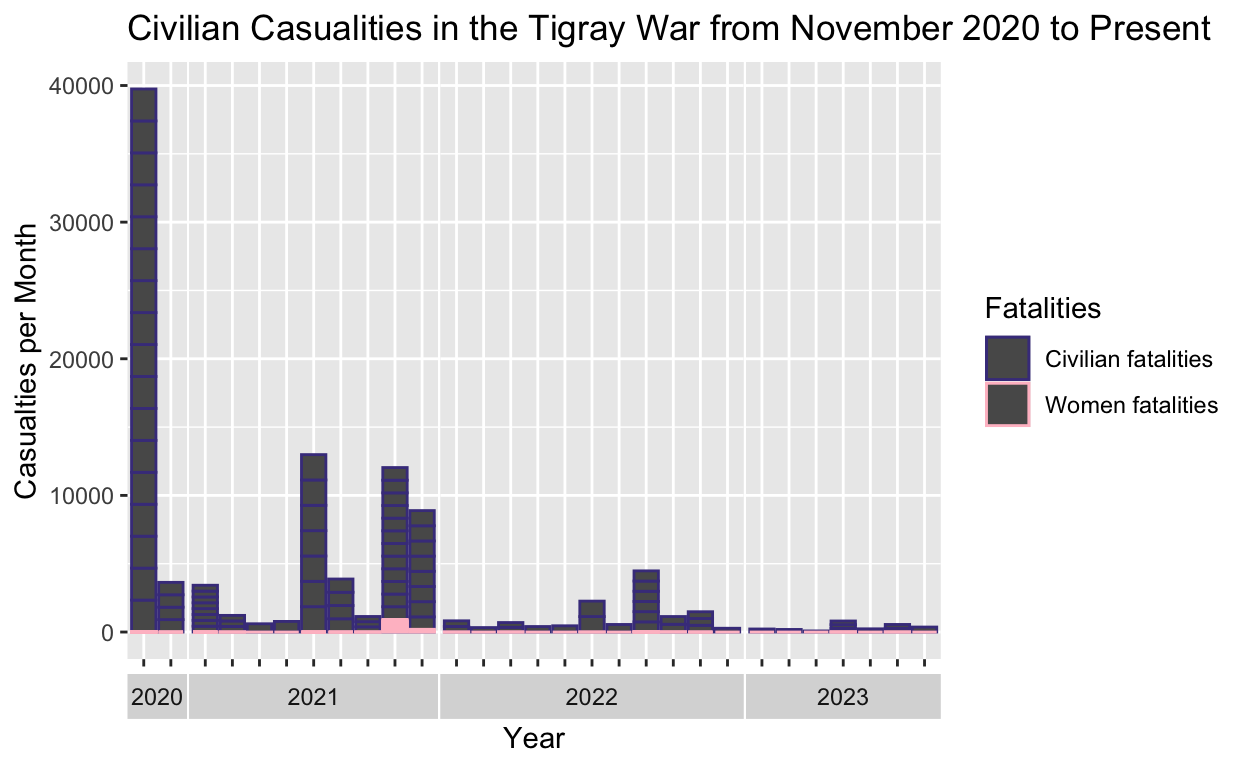 Civilian Casualities in the Tigray War from November 2020 to Present
40000
30000
20000
10000
0
Casualties per Month
2020 2021 2022 2023
Year
Fatalities
Civilian fatalities
Women fatalities